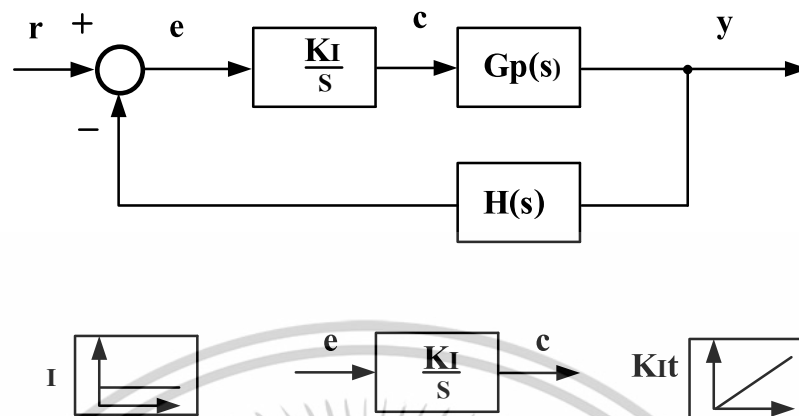 r + e c y
KI
S
Gp(s)
−
H(s)
I e KI c KIt
S